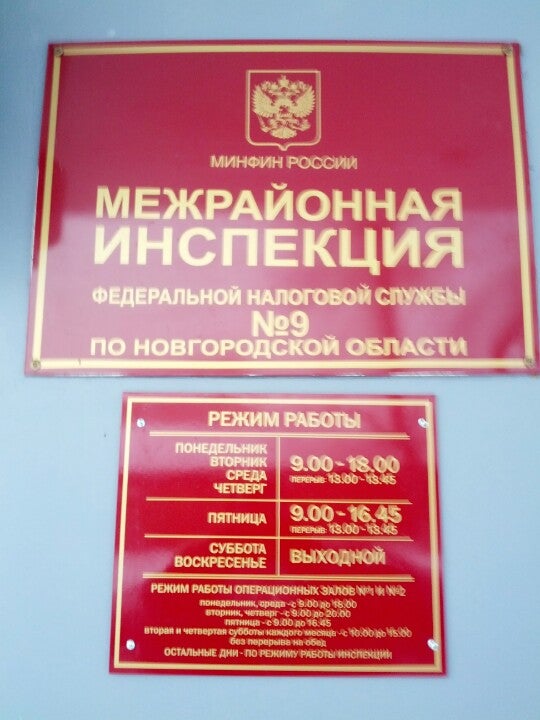 МИНФИН РОССИИ
МЕЖРАЙОННАЯ
ИНСПЕКЦИЯ
ФЕДЕРАЛЬНОЙ НАЛОГОВОЙ СЛУЖБЫ
№9
ПО НОВГОРОДСКОЙ ОБЛАСТИ
РЕЖИМ РАБОТЫ
ПОНЕДЕЛЬНИК
ВТОРНИК
СРЕДА
ЧЕТВЕРГ
9.00 - 18.00
ПЕРЕРЫВ: 13.00 - 13.45
ПЯТНИЦА
9.00 - 16.45
ПЕРЕРЫВ: 13.00 - 13.45
СУББОТА
ВОСКРЕСЕНЬЕ
ВЫХОДНОЙ
РЕЖИМ РАБОТЫ ОПЕРАЦИОННЫХ ЗАЛОВ №1 И №2
понедельник, среда - с 9.00 до 18.00
вторник, четверг - с 9.00 до 20.00
пятница - с 9.00 до 16.45
вторая и четвертая субботы каждого месяца - с 10.00 до 15.00
без перерыва на обед
ОСТАЛЬНЫЕ ДНИ - ПО РЕЖИМУ РАБОТЫ ИНСПЕКЦИИ